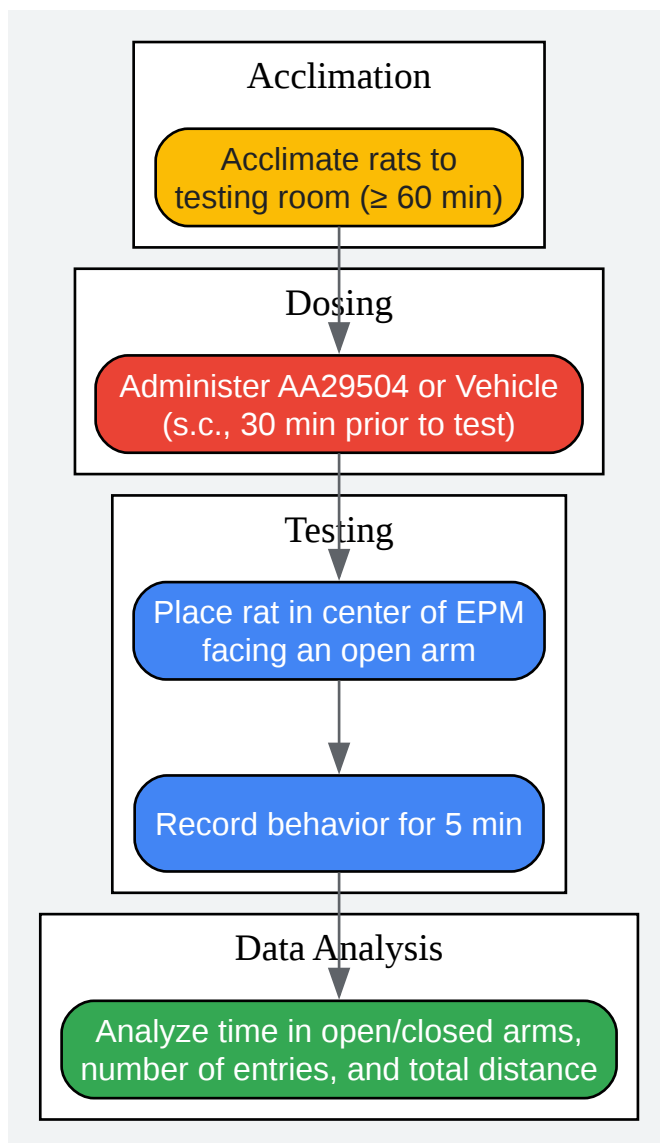 Acclimation
Acclimate rats to
testing room (≥ 60 min)
Dosing
Administer AA29504 or Vehicle
(s.c., 30 min prior to test)
Testing
Place rat in center of EPM
facing an open arm
Record behavior for 5 min
Data Analysis
Analyze time in open/closed arms,
number of entries, and total distance